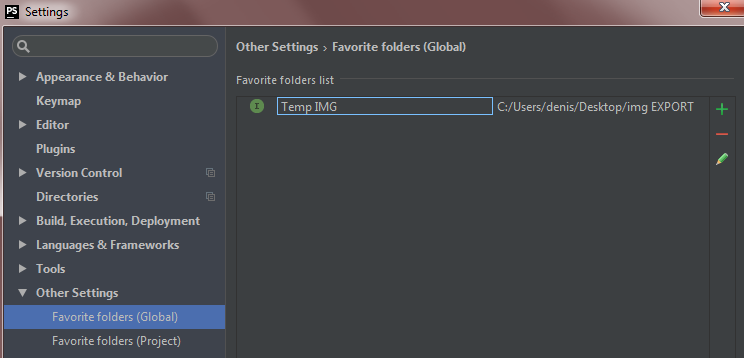 PS Settings
Other Settings › Favorite folders (Global)
Appearance & Behavior
Keymap
Editor
Plugins
Version Control
Directories
Build, Execution, Deployment
Languages & Frameworks
Tools
Other Settings
Favorite folders (Global)
Favorite folders (Project)
Favorite folders list
I Temp IMG C:/Users/denis/Desktop/img EXPORT